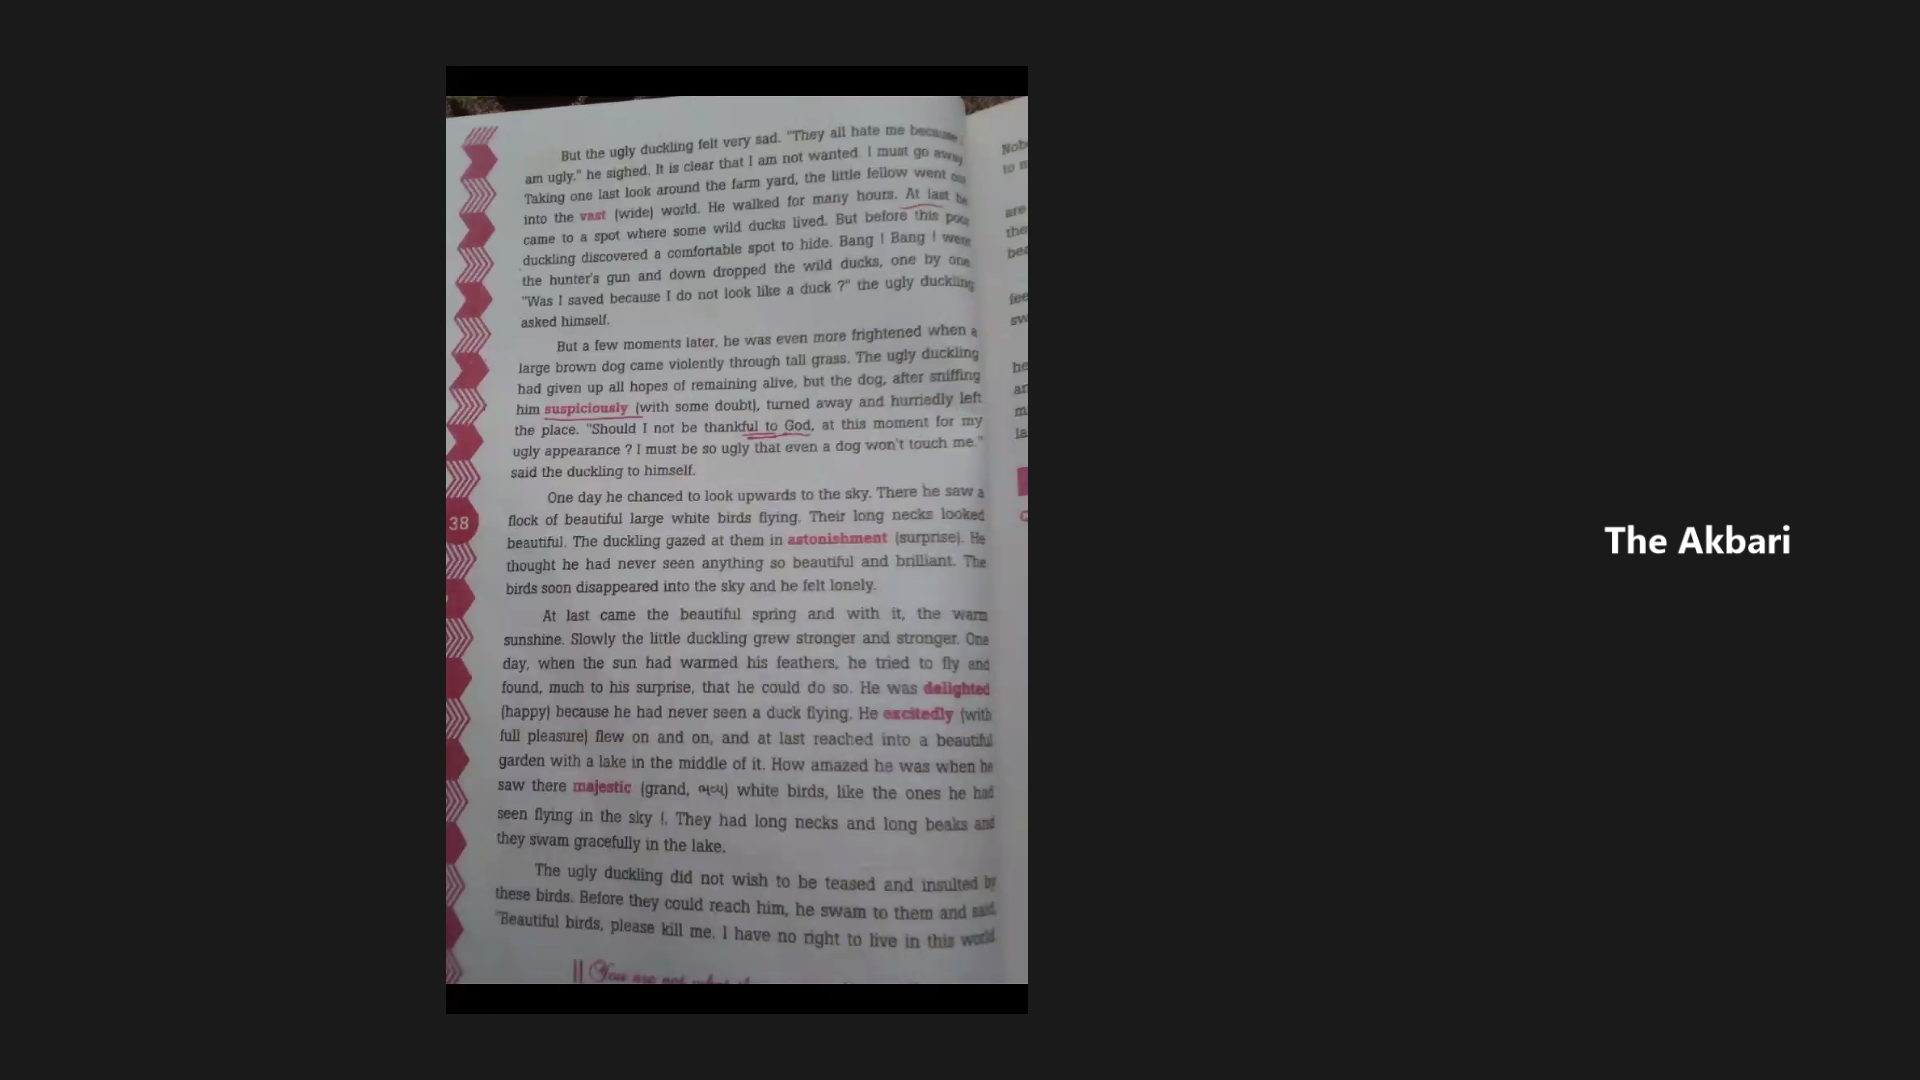 But the ugly duckling felt very sad. "They all hate me because I
am ugly." he sighed. It is clear that I am not wanted. I must go away
Taking one last look around the farm yard, the little fellow went out
into the vast (wide) world. He walked for many hours. At last he
came to a spot where some wild ducks lived. But before this poor
duckling discovered a comfortable spot to hide. Bang ! Bang ! went
the hunter's gun and down dropped the wild ducks, one by one.
"Was I saved because I do not look like a duck ?" the ugly duckling
asked himself.
But a few moments later, he was even more frightened when a
large brown dog came violently through tall grass. The ugly duckling
had given up all hopes of remaining alive, but the dog, after sniffing
him suspiciously (with some doubt), turned away and hurriedly left
the place. "Should I not be thankful to God, at this moment for my
ugly appearance ? I must be so ugly that even a dog won't touch me."
said the duckling to himself.
One day he chanced to look upwards to the sky. There he saw a
flock of beautiful large white birds flying. Their long necks looked
beautiful. The duckling gazed at them in astonishment (surprise). He
thought he had never seen anything so beautiful and brilliant. The
birds soon disappeared into the sky and he felt lonely.
38
At last came the beautiful spring and with it, the warm
sunshine. Slowly the little duckling grew stronger and stronger. One
day, when the sun had warmed his feathers, he tried to fly and
found, much to his surprise, that he could do so. He was delighted
(happy) because he had never seen a duck flying. He excitedly (with
full pleasure) flew on and on, and at last reached into a beautiful
garden with a lake in the middle of it. How amazed he was when he
saw there majestic (grand, ભવ્ય) white birds, like the ones he had
seen flying in the sky !. They had long necks and long beaks and
they swam gracefully in the lake.
The ugly duckling did not wish to be teased and insulted by
these birds. Before they could reach him, he swam to them and said,
"Beautiful birds, please kill me. I have no right to live in this world.
You are not what
The Akbari